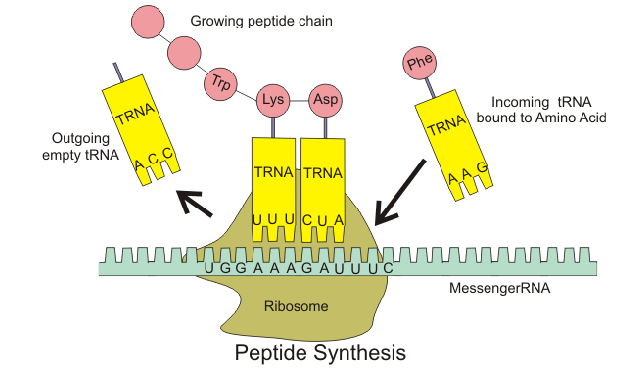 Growing peptide chain
Trp
Lys
Asp
Phe
TRNA
A C C
Outgoing
empty tRNA
TRNA
U U U
TRNA
C U A
TRNA
A A G
Incoming tRNA
bound to Amino Acid
U G G A A A G A U U U C
MessengerRNA
Ribosome
Peptide Synthesis